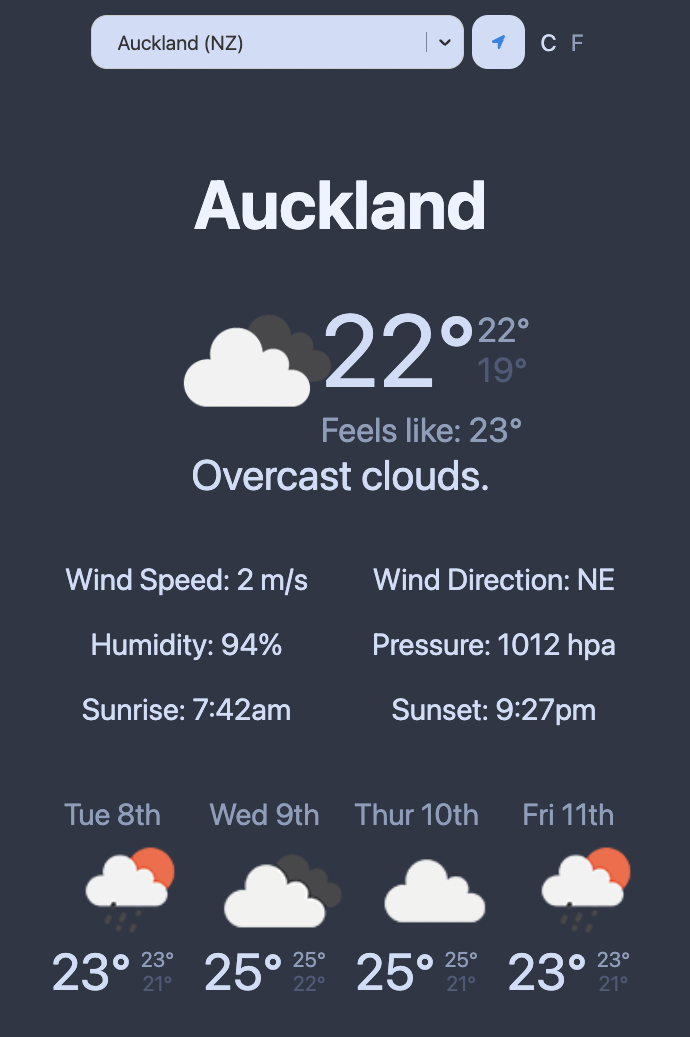 Auckland (NZ) C F
Auckland
22° 22°
19°
Feels like: 23°
Overcast clouds.
Wind Speed: 2 m/s Wind Direction: NE
Humidity: 94% Pressure: 1012 hpa
Sunrise: 7:42am Sunset: 9:27pm
Tue 8th Wed 9th Thur 10th Fri 11th
23° 23° 25° 25° 25° 25° 23° 23°
21° 22° 21° 21°